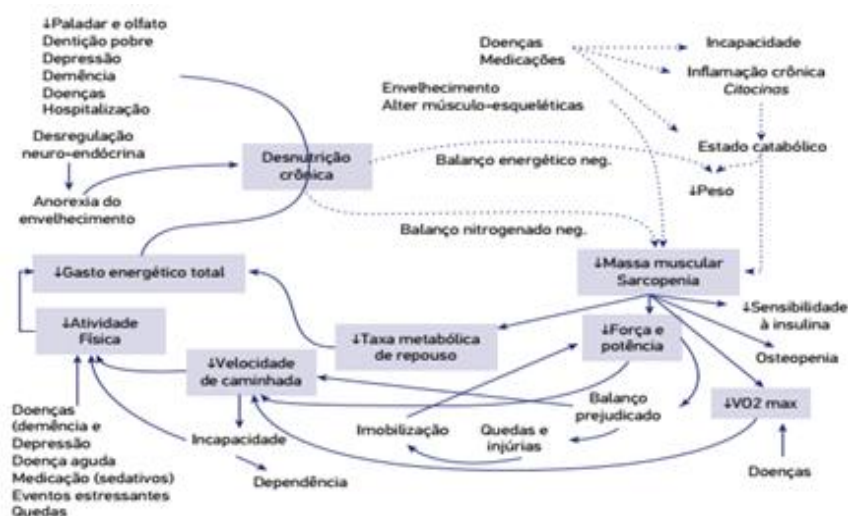 ↓Paladar e olfato
Dentição pobre
Depressão
Demência
Doenças
Hospitalização
Desregulação
neuro-endócrina
Anorexia do
envelhecimento
Desnutrição
crônica
Doenças
Medicações
Envelhecimento
Alter músculo-esqueléticas
Incapacidade
Inflamação crônica
Citocinas
Estado catabólico
Balanço energético neg.
↓Peso
Balanço nitrogenado neg.
↓Gasto energético total
↓Massa muscular
Sarcopenia
↓Atividade
Física
↓Taxa metabólica
de repouso
↓Força e
potência
↓Sensibilidade
à insulina
Osteopenia
↓Velocidade
de caminhada
Balanço
prejudicado
↓VO2 max
Doenças
(demência e
Depressão
Doença aguda
Medicação (sedativos)
Eventos estressantes
Quedas
Incapacidade
Dependência
Imobilização
Quedas e
injúrias
Doenças